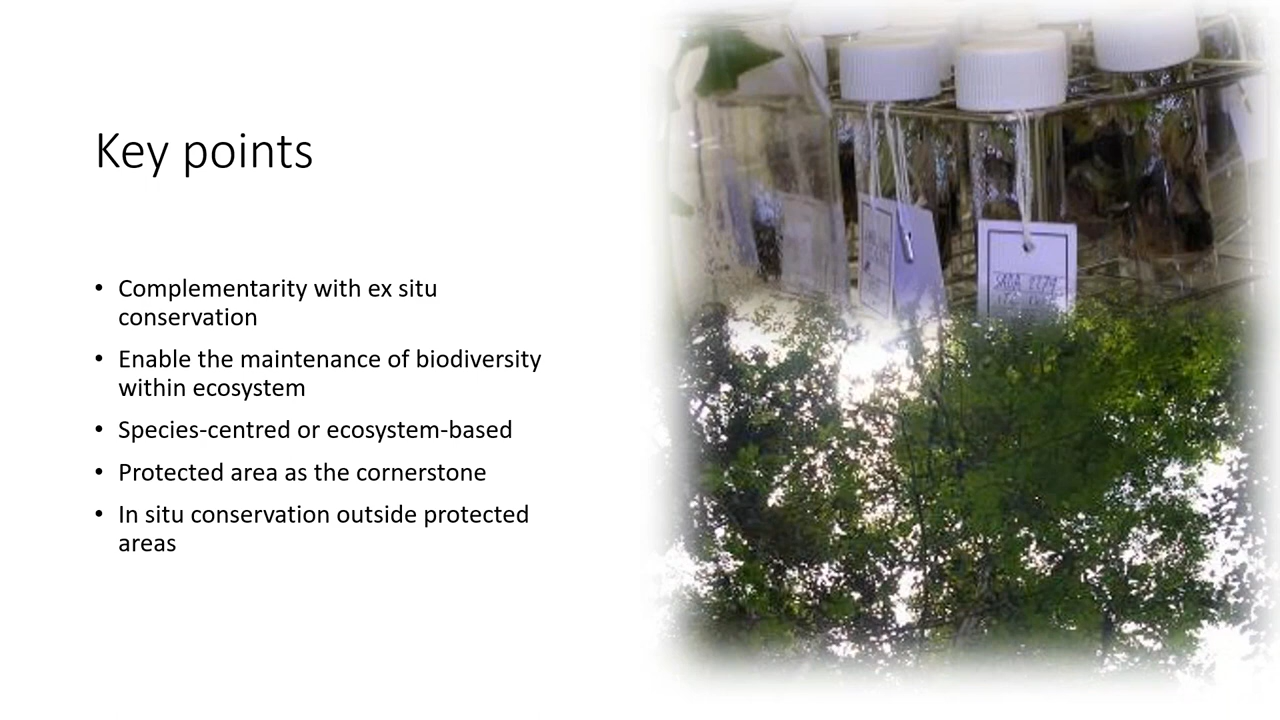 Key points
• Complementarity with ex situ
conservation
• Enable the maintenance of biodiversity
within ecosystem
• Species-centred or ecosystem-based
• Protected area as the cornerstone
• In situ conservation outside protected
areas